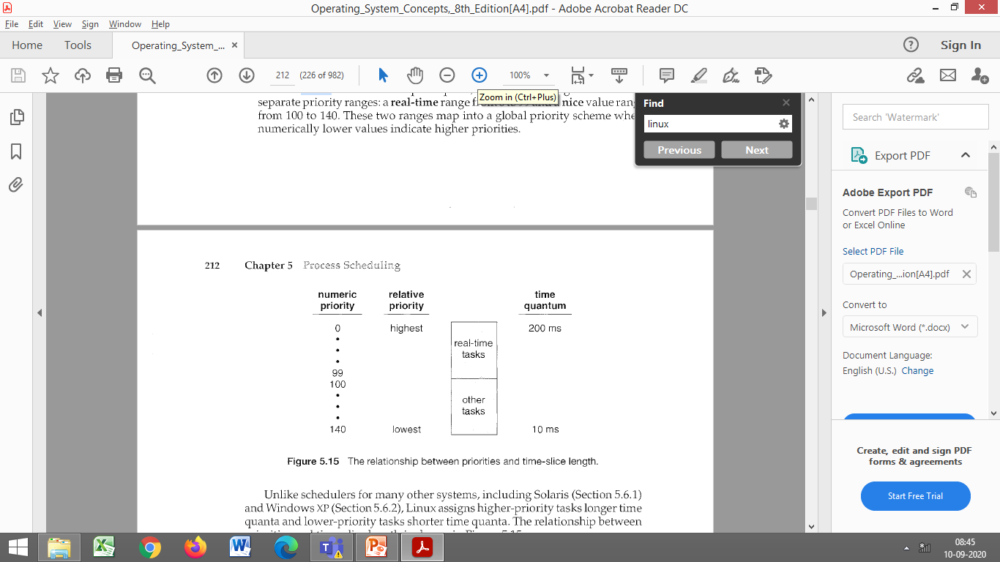 Operating_System_Concepts,_8th_Edition[A4].pdf - Adobe Acrobat Reader DC
File Edit View Sign Window Help
Home Tools Operating_System_... × Sign In
212 (226 of 982) 100%
Zoom in (Ctrl+Plus)
separate priority ranges: a real-time range nice value
from 100 to 140. These two ranges map into a global priority scheme
numerically lower values indicate higher priorities.
Find
linux
Previous Next
212 Chapter 5 Process Scheduling
numeric priority relative priority time quantum
0 highest 200 ms
real-time
tasks
99
100
other
tasks
140 lowest 10 ms
Figure 5.15 The relationship between priorities and time-slice length.
Unlike schedulers for many other systems, including Solaris (Section 5.6.1)
and Windows XP (Section 5.6.2), Linux assigns higher-priority tasks longer time
quanta and lower-priority tasks shorter time quanta. The relationship between
Search 'Watermark'
Export PDF
Adobe Export PDF
Convert PDF Files to Word
or Excel Online
Select PDF File
Operating_...ion[A4].pdf
Convert to
Microsoft Word (*.docx)
Document Language:
English (U.S.) Change
Create, edit and sign PDF
forms & agreements
Start Free Trial
08:45
10-09-2020